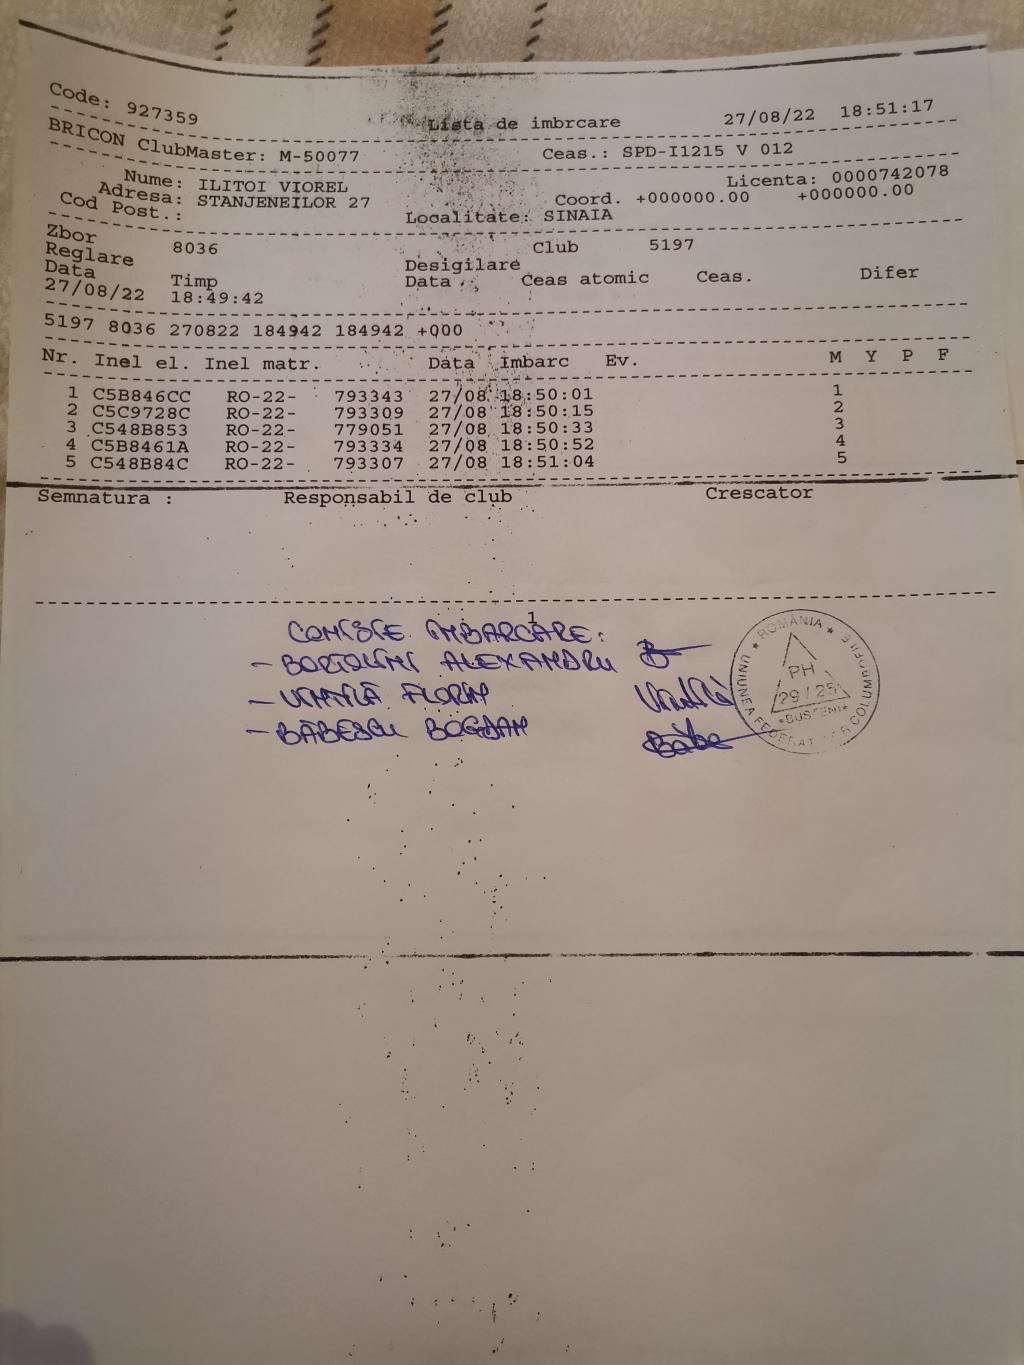 Code: 927359 Lista de imbrcare 27/08/22 18:51:17
BRICON ClubMaster: M-50077 Ceas.: SPD-I1215 V 012
Nume: ILITOI VIOREL Licenta: 0000742078
Adresa: STANJENEILOR 27 Coord. +000000.00 +000000.00
Cod Post.: Localitate: SINAIA
Zbor 8036 Club 5197
Reglare Desigilare
Data Timp Data Ceas atomic Ceas. Difer
27/08/22 18:49:42
5197 8036 270822 184942 184942 +000
Nr. Inel el. Inel matr. Data Imbarc Ev. M Y P F
1 C5B846CC RO-22- 793343 27/08 18:50:01 1
2 C5C9728C RO-22- 793309 27/08 18:50:15 2
3 C548B853 RO-22- 779051 27/08 18:50:33 3
4 C5B8461A RO-22- 793334 27/08 18:50:52 4
5 C548B84C RO-22- 793307 27/08 18:51:04 5
Semnatura : Responsabil de club Crescator
1
COMISIE IMBARCARE:
- ALEXANDRU
- FLORIN
- BĂBESCU BOGDAN
* ROMÂNIA *
UNIUNEA COLUMBOFILE
PH
29/25
*BUSTENI*